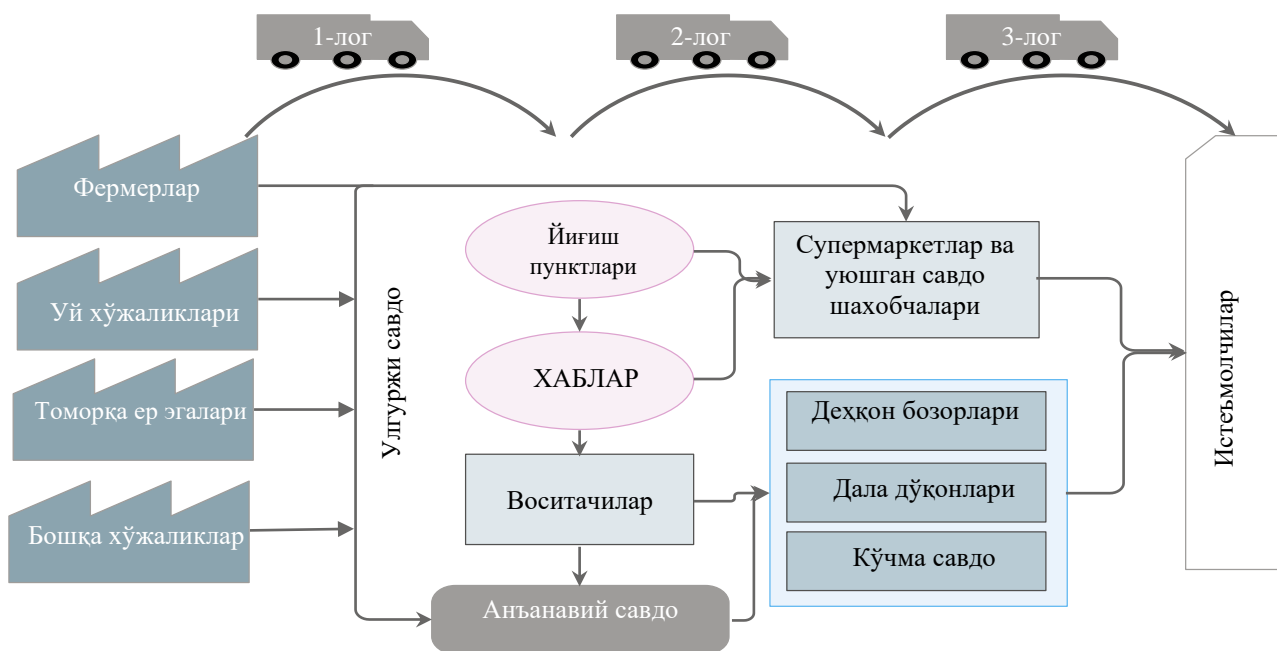 1-лог
2-лог
3-лог
Фермерлар
Уй хўжаликлари
Томорқа ер эгалари
Бошқа хўжаликлар
Улгуржи савдо
Йиғиш
пунктлари
ХАБЛАР
Воситачилар
Анъанавий савдо
Супермаркетлар ва
уюшган савдо
шахобчалари
Деҳқон бозорлари
Дала дўқонлари
Кўчма савдо
Истеъмолчилар